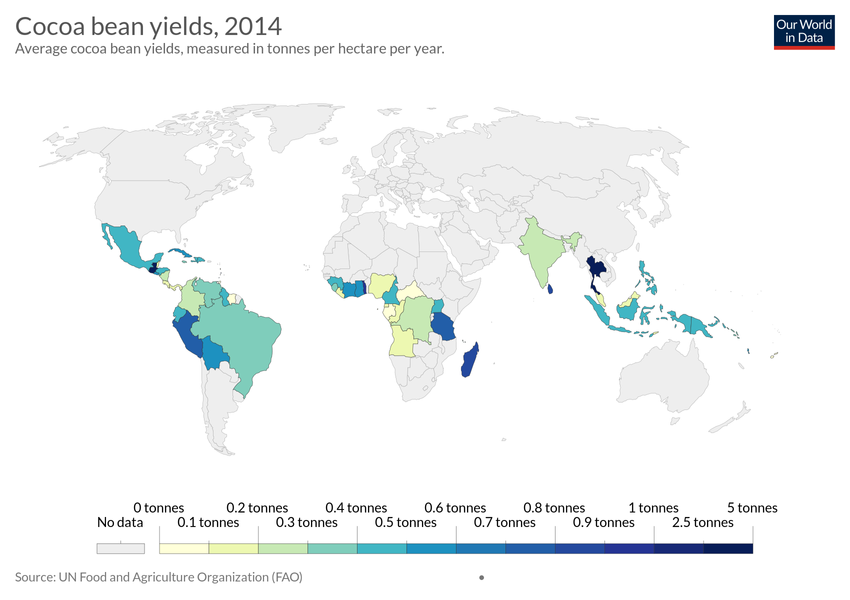 Cocoa bean yields, 2014
Average cocoa bean yields, measured in tonnes per hectare per year.
Our World
in Data
0 tonnes 0.2 tonnes 0.4 tonnes 0.6 tonnes 0.8 tonnes 1 tonnes 5 tonnes
No data 0.1 tonnes 0.3 tonnes 0.5 tonnes 0.7 tonnes 0.9 tonnes 2.5 tonnes
Source: UN Food and Agriculture Organization (FAO)